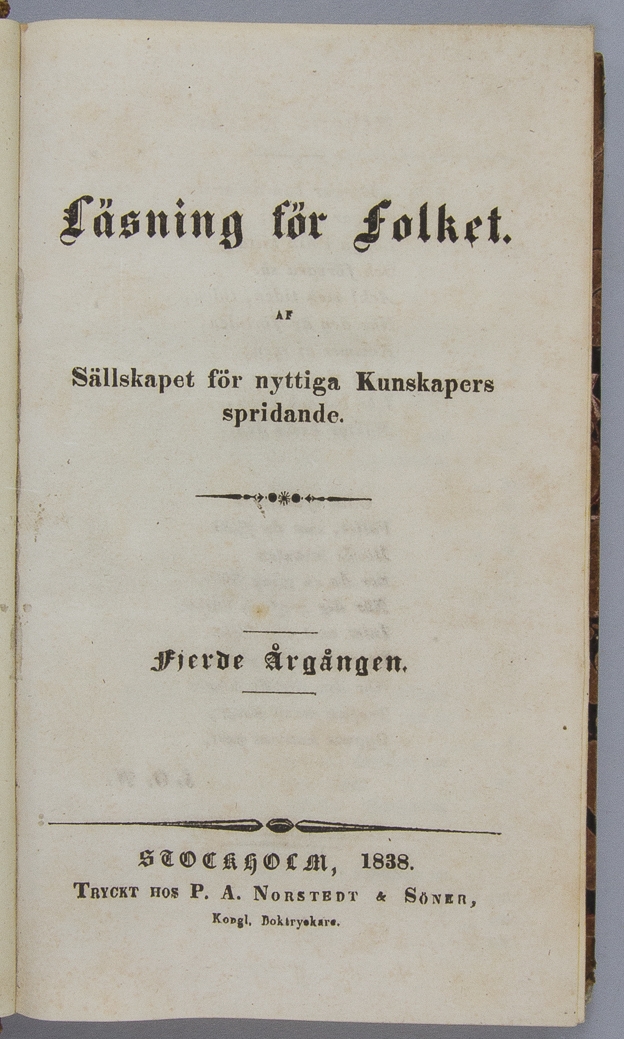 Läsning för Folket.
AF
Sällskapet för nyttiga Kunskapers
spridande.
Fjerde Årgången.
STOCKHOLM, 1838.
TRYCKT HOS P. A. NORSTEDT & SÖNER,
Kongl. Boktryckare.